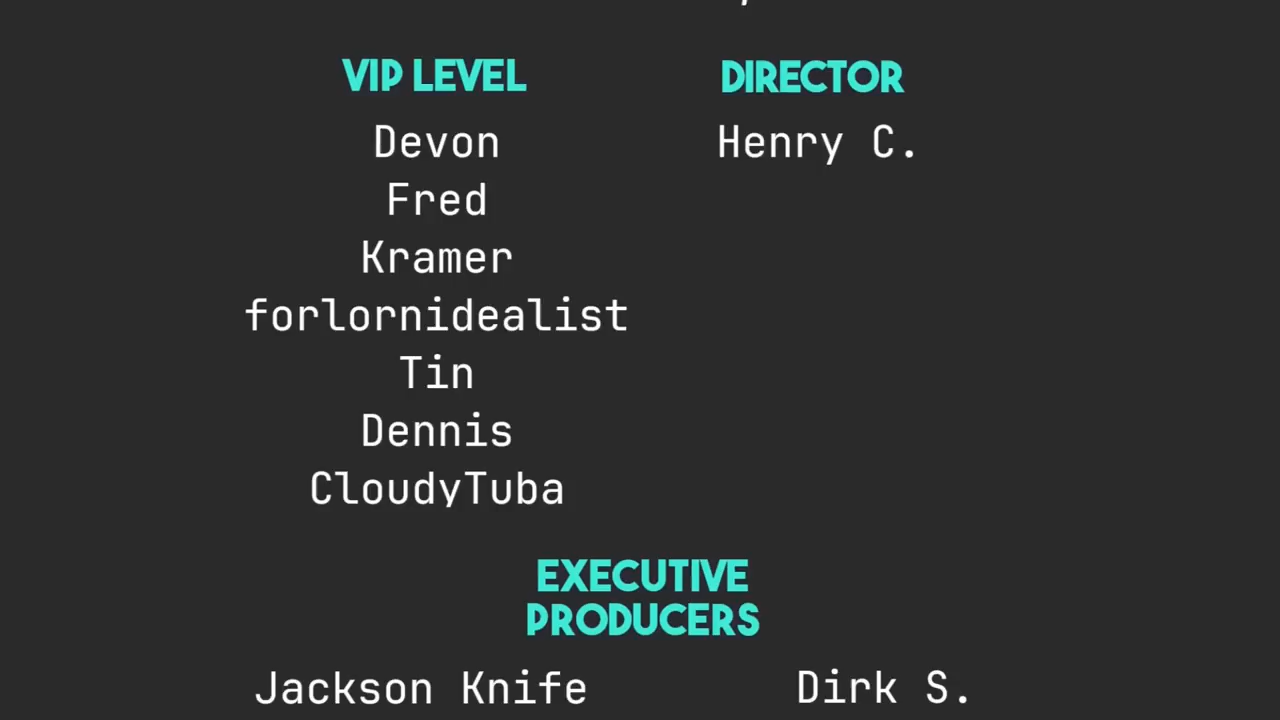 VIP LEVEL
Devon
Fred
Kramer
forlornidealist
Tin
Dennis
CloudyTuba
DIRECTOR
Henry C.
EXECUTIVE
PRODUCERS
Jackson Knife
Dirk S.